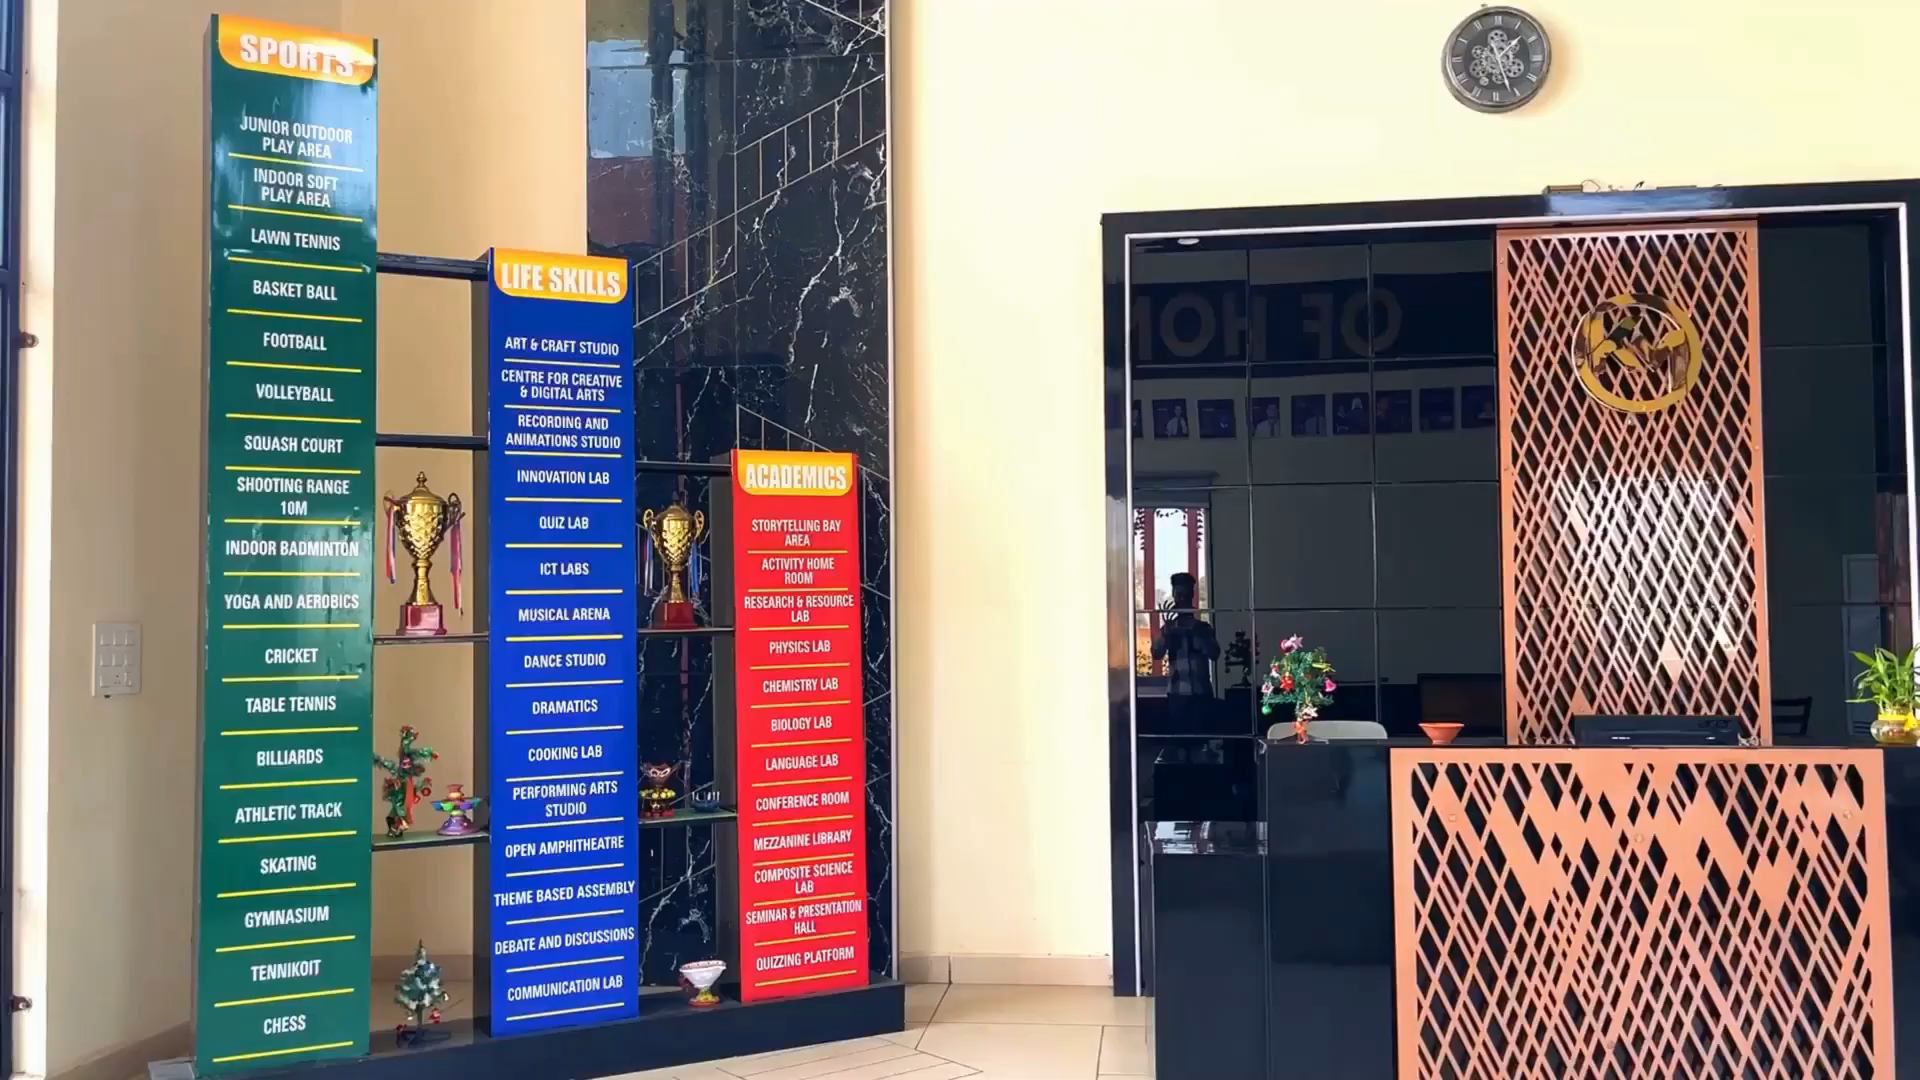 SPORTS
JUNIOR OUTDOOR
PLAY AREA
INDOOR SOFT
PLAY AREA
LAWN TENNIS
BASKET BALL
FOOTBALL
VOLLEYBALL
SQUASH COURT
SHOOTING RANGE
10M
INDOOR BADMINTON
YOGA AND AEROBICS
CRICKET
TABLE TENNIS
BILLIARDS
ATHLETIC TRACK
SKATING
GYMNASIUM
TENNIKOIT
CHESS
LIFE SKILLS
ART & CRAFT STUDIO
CENTRE FOR CREATIVE
& DIGITAL ARTS
RECORDING AND
ANIMATIONS STUDIO
INNOVATION LAB
QUIZ LAB
ICT LABS
MUSICAL ARENA
DANCE STUDIO
DRAMATICS
COOKING LAB
PERFORMING ARTS
STUDIO
OPEN AMPHITHEATRE
THEME BASED ASSEMBLY
DEBATE AND DISCUSSIONS
COMMUNICATION LAB
ACADEMICS
STORYTELLING BAY
AREA
ACTIVITY HOME
ROOM
RESEARCH & RESOURCE
LAB
PHYSICS LAB
CHEMISTRY LAB
BIOLOGY LAB
LANGUAGE LAB
CONFERENCE ROOM
MEZZANINE LIBRARY
COMPOSITE SCIENCE
LAB
SEMINAR & PRESENTATION
HALL
QUIZZING PLATFORM
OF HON